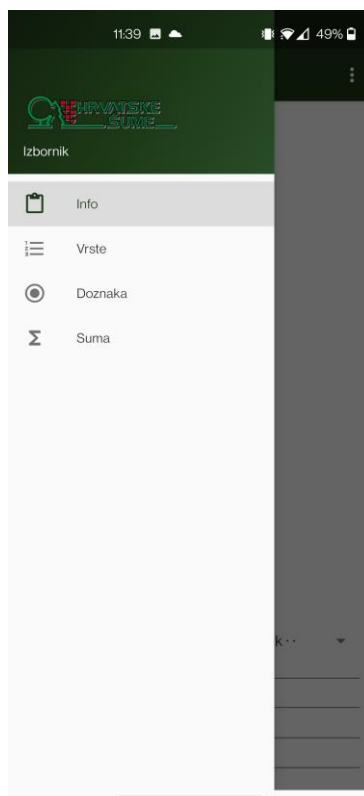 11:39 49%
HRVATSKE
ŠUME
Izbornik
Info
Vrste
Doznaka
Suma
k··